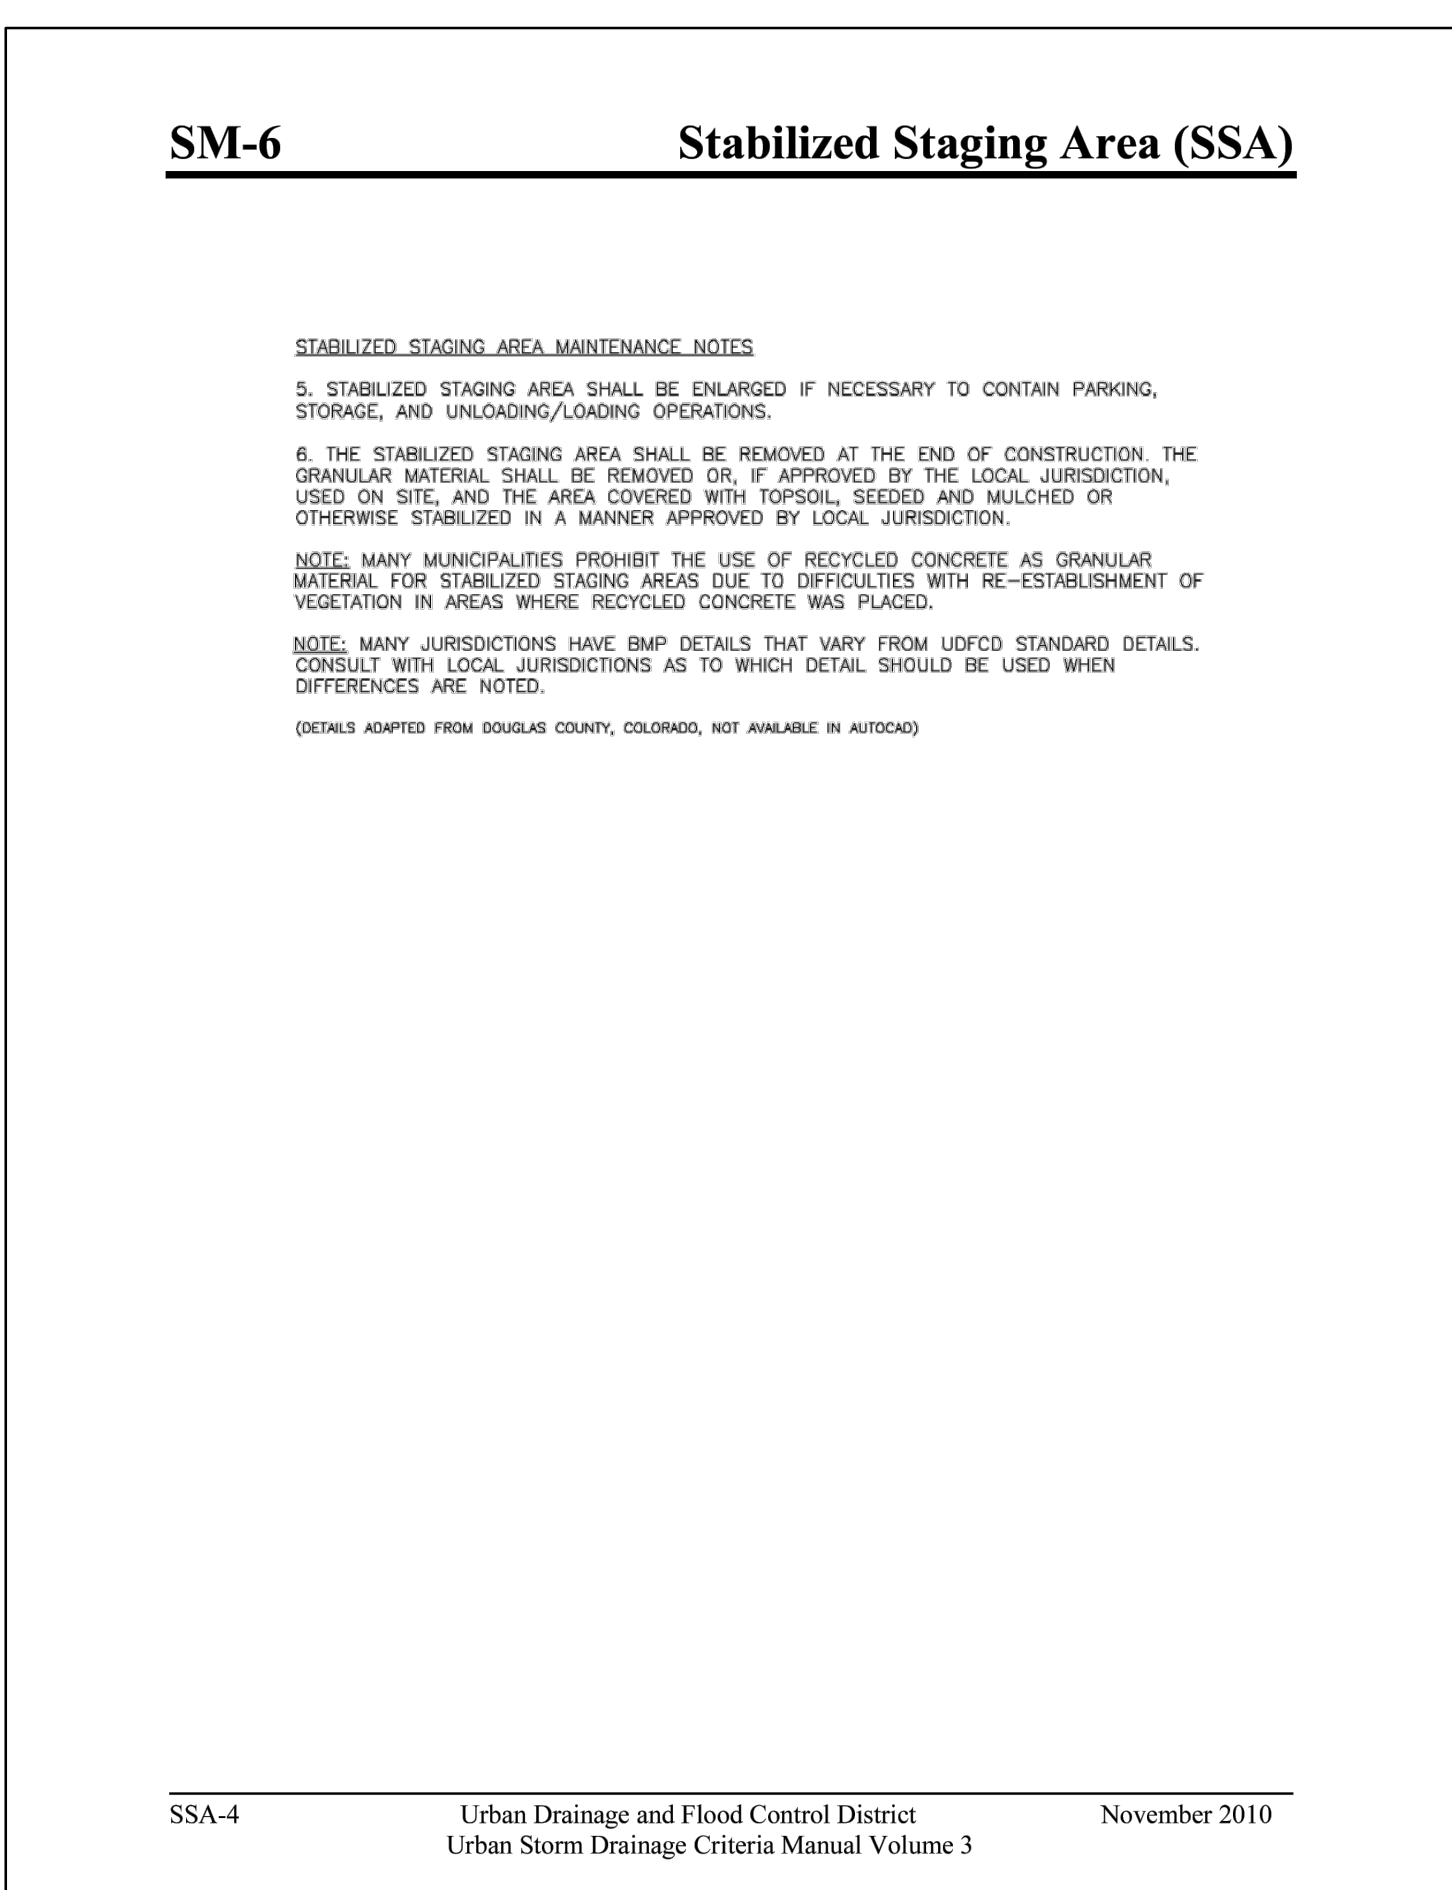 SM-6 Stabilized Staging Area (SSA)
STABILIZED STAGING AREA MAINTENANCE NOTES
5. STABILIZED STAGING AREA SHALL BE ENLARGED IF NECESSARY TO CONTAIN PARKING,
STORAGE, AND UNLOADING/LOADING OPERATIONS.
6. THE STABILIZED STAGING AREA SHALL BE REMOVED AT THE END OF CONSTRUCTION. THE
GRANULAR MATERIAL SHALL BE REMOVED OR, IF APPROVED BY THE LOCAL JURISDICTION,
USED ON SITE, AND THE AREA COVERED WITH TOPSOIL, SEEDED AND MULCHED OR
OTHERWISE STABILIZED IN A MANNER APPROVED BY LOCAL JURISDICTION.
NOTE: MANY MUNICIPALITIES PROHIBIT THE USE OF RECYCLED CONCRETE AS GRANULAR
MATERIAL FOR STABILIZED STAGING AREAS DUE TO DIFFICULTIES WITH RE-ESTABLISHMENT OF
VEGETATION IN AREAS WHERE RECYCLED CONCRETE WAS PLACED.
NOTE: MANY JURISDICTIONS HAVE BMP DETAILS THAT VARY FROM UDFCD STANDARD DETAILS.
CONSULT WITH LOCAL JURISDICTIONS AS TO WHICH DETAIL SHOULD BE USED WHEN
DIFFERENCES ARE NOTED.
(DETAILS ADAPTED FROM DOUGLAS COUNTY, COLORADO, NOT AVAILABLE IN AUTOCAD)
SSA-4 Urban Drainage and Flood Control District November 2010
Urban Storm Drainage Criteria Manual Volume 3